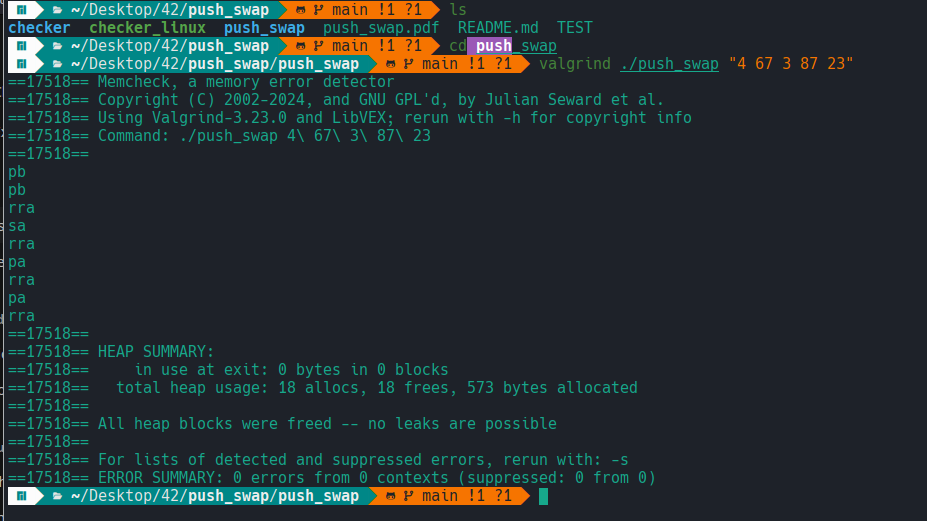 ~/Desktop/42/push_swap main !1 ?1 ls
checker checker_linux push_swap push_swap.pdf README.md TEST
~/Desktop/42/push_swap main !1 ?1 cd push_swap
~/Desktop/42/push_swap/push_swap main !1 ?1 valgrind ./push_swap "4 67 3 87 23"
==17518== Memcheck, a memory error detector
==17518== Copyright (C) 2002-2024, and GNU GPL'd, by Julian Seward et al.
==17518== Using Valgrind-3.23.0 and LibVEX; rerun with -h for copyright info
==17518== Command: ./push_swap 4\ 67\ 3\ 87\ 23
==17518==
pb
pb
rra
sa
rra
pa
rra
pa
rra
==17518==
==17518== HEAP SUMMARY:
==17518==     in use at exit: 0 bytes in 0 blocks
==17518==   total heap usage: 18 allocs, 18 frees, 573 bytes allocated
==17518==
==17518== All heap blocks were freed -- no leaks are possible
==17518==
==17518== For lists of detected and suppressed errors, rerun with: -s
==17518== ERROR SUMMARY: 0 errors from 0 contexts (suppressed: 0 from 0)
~/Desktop/42/push_swap/push_swap main !1 ?1